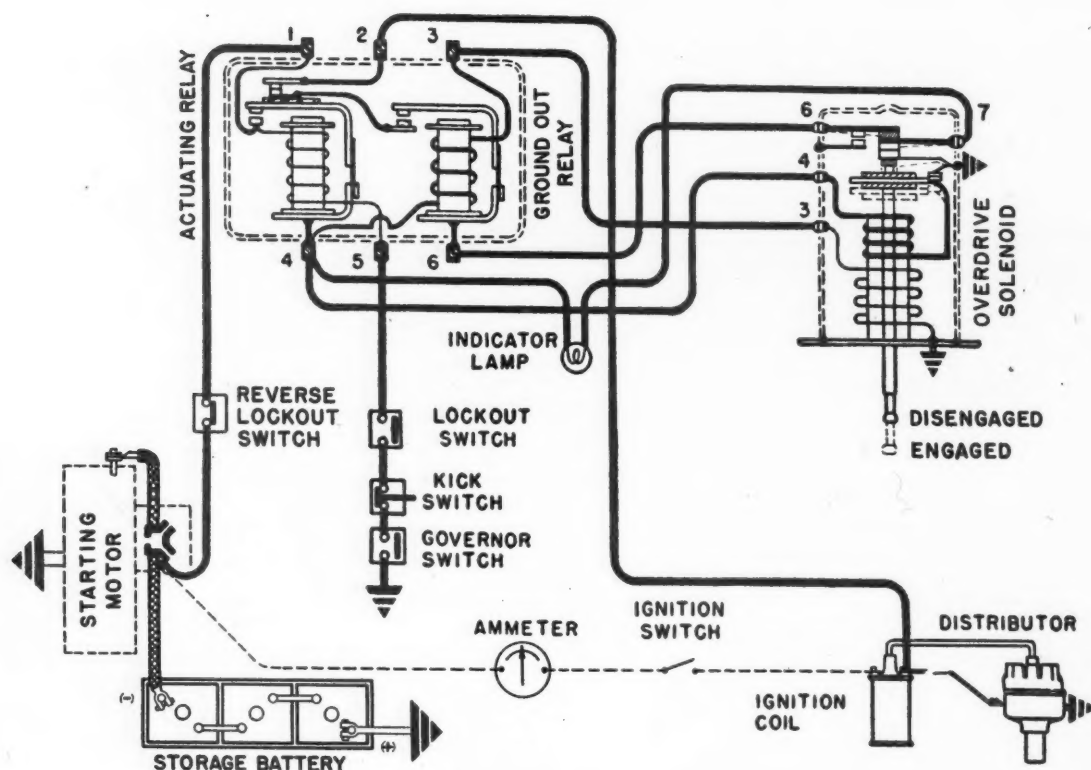 1
2
3
ACTUATING RELAY
GROUND OUT
RELAY
4
5
6
6
7
4
3
OVERDRIVE
SOLENOID
INDICATOR
LAMP
REVERSE
LOCKOUT
SWITCH
LOCKOUT
SWITCH
KICK
SWITCH
GOVERNOR
SWITCH
DISENGAGED
ENGAGED
STARTING
MOTOR
AMMETER
IGNITION
SWITCH
DISTRIBUTOR
IGNITION
COIL
(-)
(+)
STORAGE BATTERY